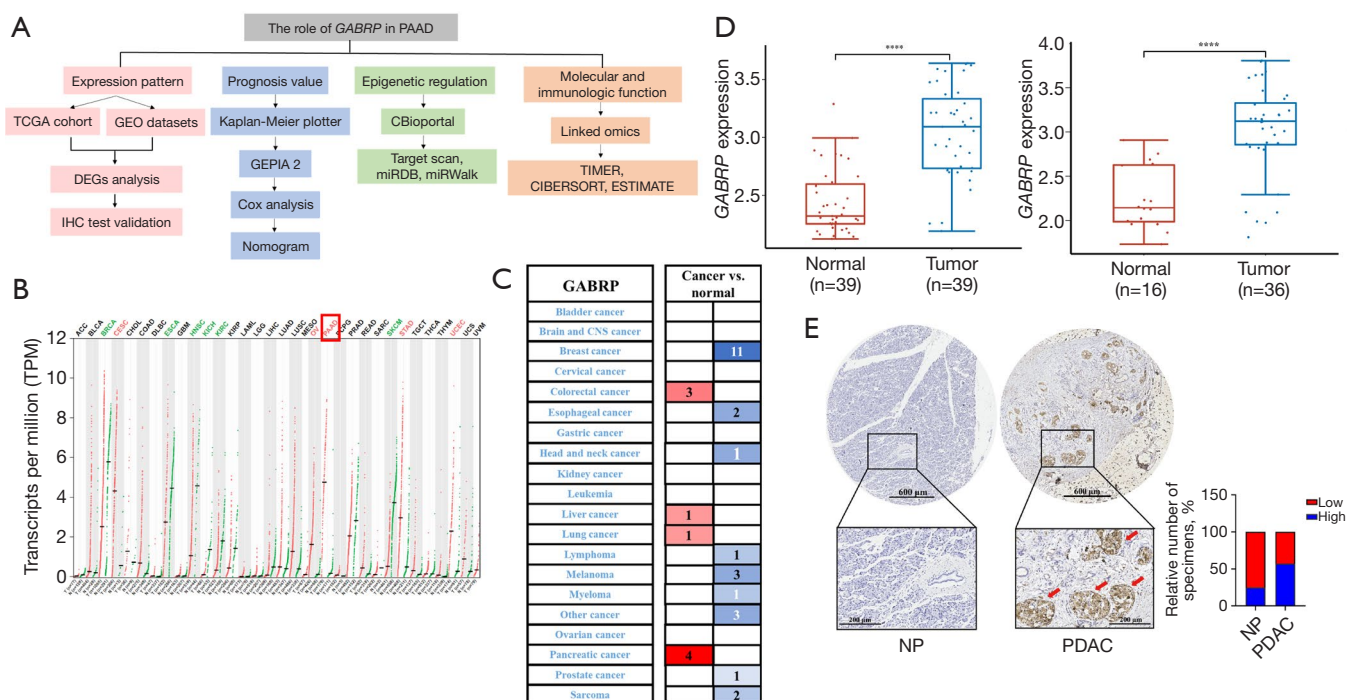 A
The role of GABRP in PAAD
Expression pattern
TCGA cohort
GEO datasets
DEGs analysis
IHC test validation
Prognosis value
Kaplan-Meier plotter
GEPIA 2
Cox analysis
Nomogram
Epigenetic regulation
CBioportal
Target scan,
miRDB, miRWalk
Molecular and
immunologic function
Linked omics
TIMER,
CIBERSORT, ESTIMATE
B
Transcripts per million (TPM)
12
10
8
6
4
2
0
ACC
BLCA
BRCA
CESC
CHOL
COAD
DLBC
ESCA
GBM
HNSC
KICH
KIRC
KIRP
LAML
LGG
LIHC
LUAD
LUSC
MESO
OV
PAAD
PCPG
PRAD
READ
SARC
SKCM
STAD
TGCT
THCA
THYM
UCEC
UCS
UVM
C
GABRP
Cancer vs.
normal
Bladder cancer
Brain and CNS cancer
Breast cancer 11
Cervical cancer
Colorectal cancer 3
Esophageal cancer 2
Gastric cancer
Head and neck cancer 1
Kidney cancer
Leukemia
Liver cancer 1
Lung cancer 1
Lymphoma 1
Melanoma 3
Myeloma 1
Other cancer 3
Ovarian cancer
Pancreatic cancer 4
Prostate cancer 1
Sarcoma 2
D
GABRP expression
3.5
3.0
2.5
****
Normal
(n=39)
Tumor
(n=39)
GABRP expression
4.0
3.5
3.0
2.5
2.0
****
Normal
(n=16)
Tumor
(n=36)
E
600 μm
200 μm
NP
600 μm
200 μm
PDAC
Relative number of
specimens, %
150
100
50
0
Low
High
NP
PDAC